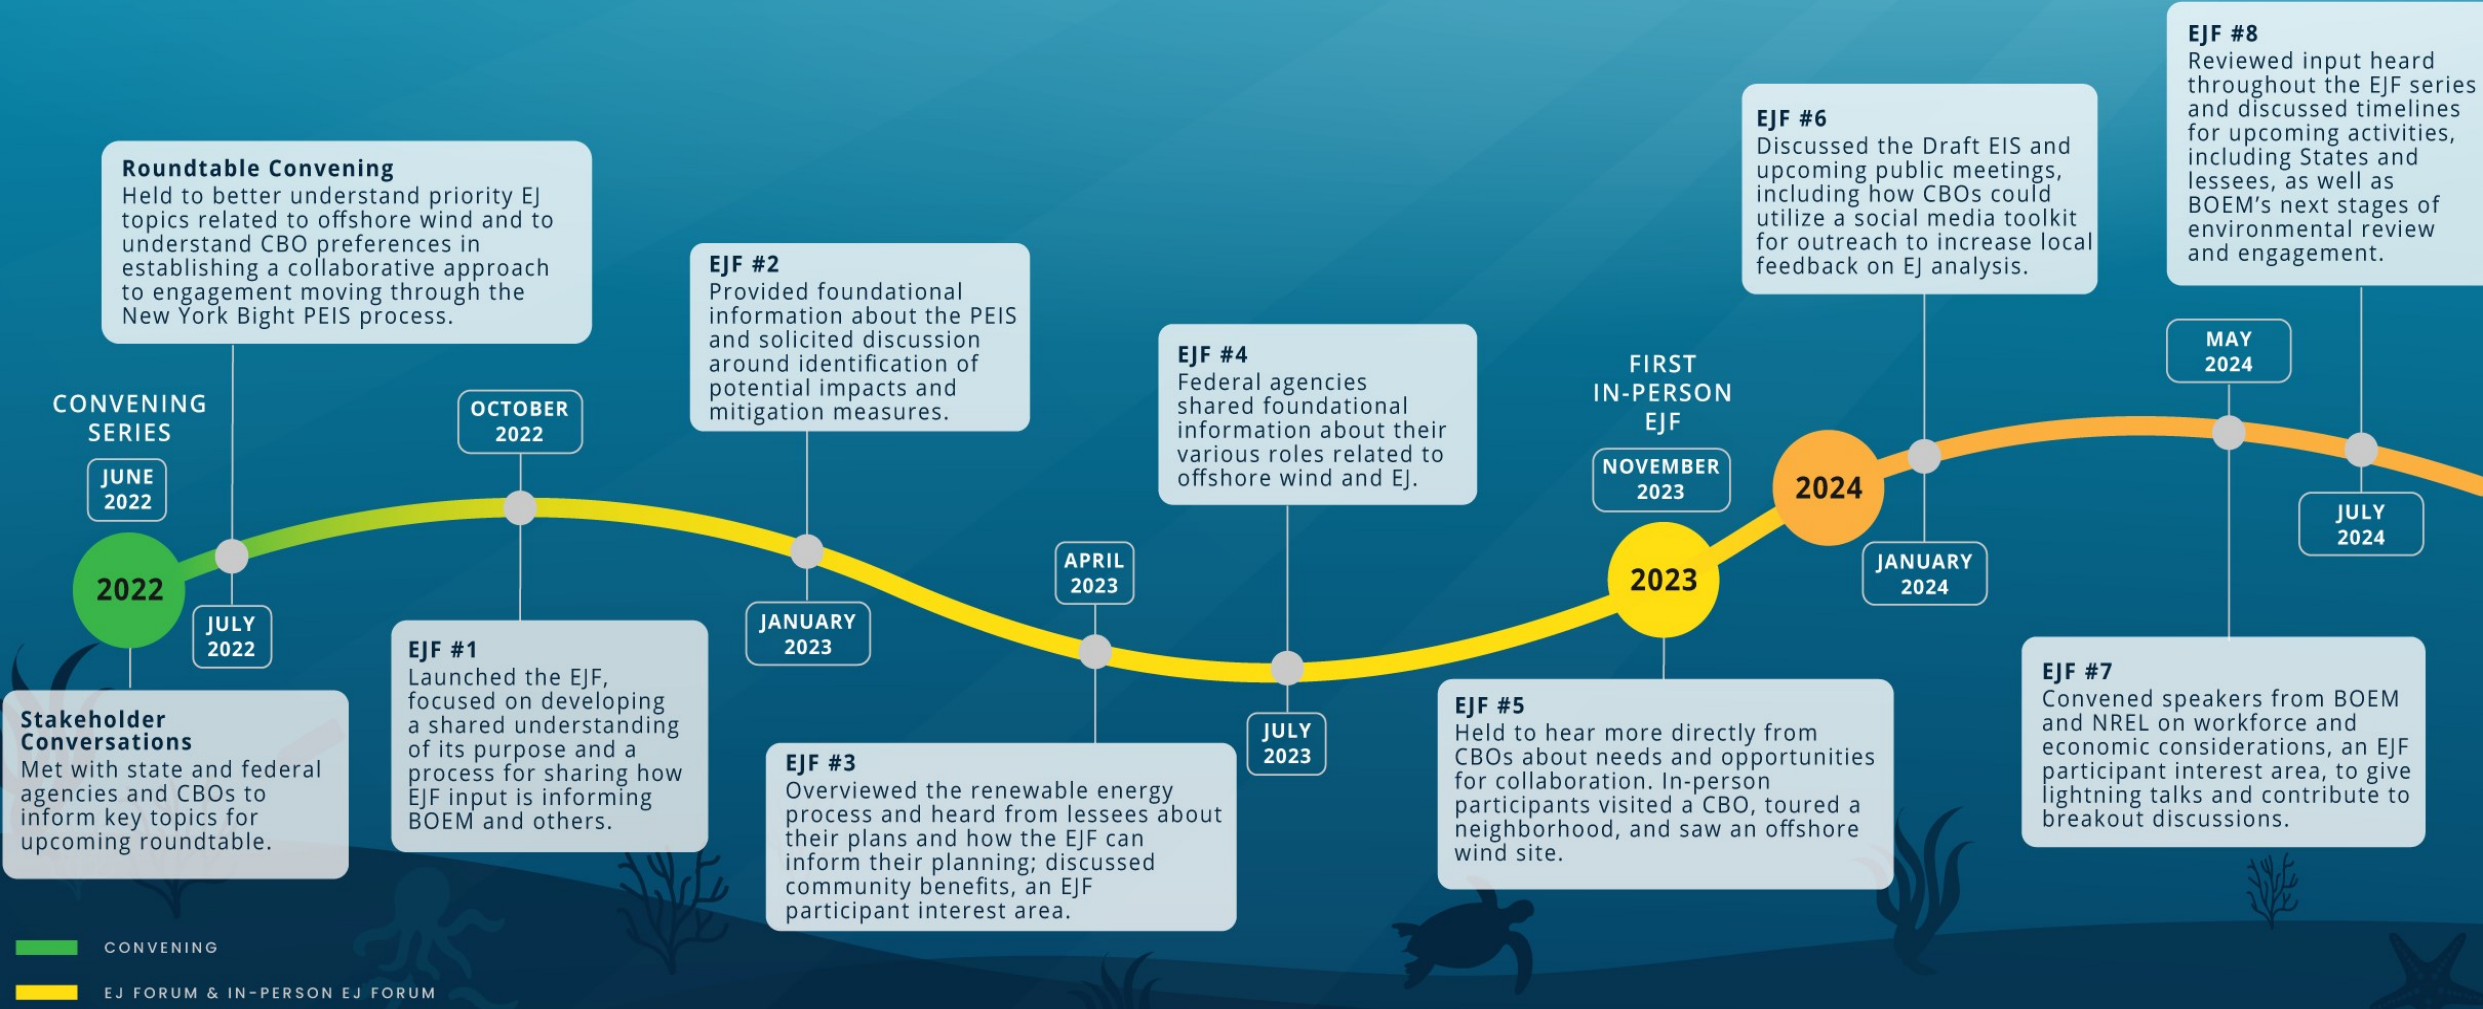 CONVENING
SERIES
JUNE
2022
2022
Stakeholder
Conversations
Met with state and federal
agencies and CBOs to
inform key topics for
upcoming roundtable.
Roundtable Convening
Held to better understand priority EJ
topics related to offshore wind and to
understand CBO preferences in
establishing a collaborative approach
to engagement moving through the
New York Bight PEIS process.
JULY
2022
OCTOBER
2022
EJF #1
Launched the EJF,
focused on developing
a shared understanding
of its purpose and a
process for sharing how
EJF input is informing
BOEM and others.
EJF #2
Provided foundational
information about the PEIS
and solicited discussion
around identification of
potential impacts and
mitigation measures.
JANUARY
2023
APRIL
2023
EJF #3
Overviewed the renewable energy
process and heard from lessees about
their plans and how the EJF can
inform their planning; discussed
community benefits, an EJF
participant interest area.
EJF #4
Federal agencies
shared foundational
information about their
various roles related to
offshore wind and EJ.
JULY
2023
FIRST
IN-PERSON
EJF
NOVEMBER
2023
2023
EJF #5
Held to hear more directly from
CBOs about needs and opportunities
for collaboration. In-person
participants visited a CBO, toured a
neighborhood, and saw an offshore
wind site.
2024
EJF #6
Discussed the Draft EIS and
upcoming public meetings,
including how CBOs could
utilize a social media toolkit
for outreach to increase local
feedback on EJ analysis.
JANUARY
2024
MAY
2024
EJF #7
Convened speakers from BOEM
and NREL on workforce and
economic considerations, an EJF
participant interest area, to give
lightning talks and contribute to
breakout discussions.
EJF #8
Reviewed input heard
throughout the EJF series
and discussed timelines
for upcoming activities,
including States and
lessees, as well as
BOEM’s next stages of
environmental review
and engagement.
JULY
2024
CONVENING
EJ FORUM & IN-PERSON EJ FORUM